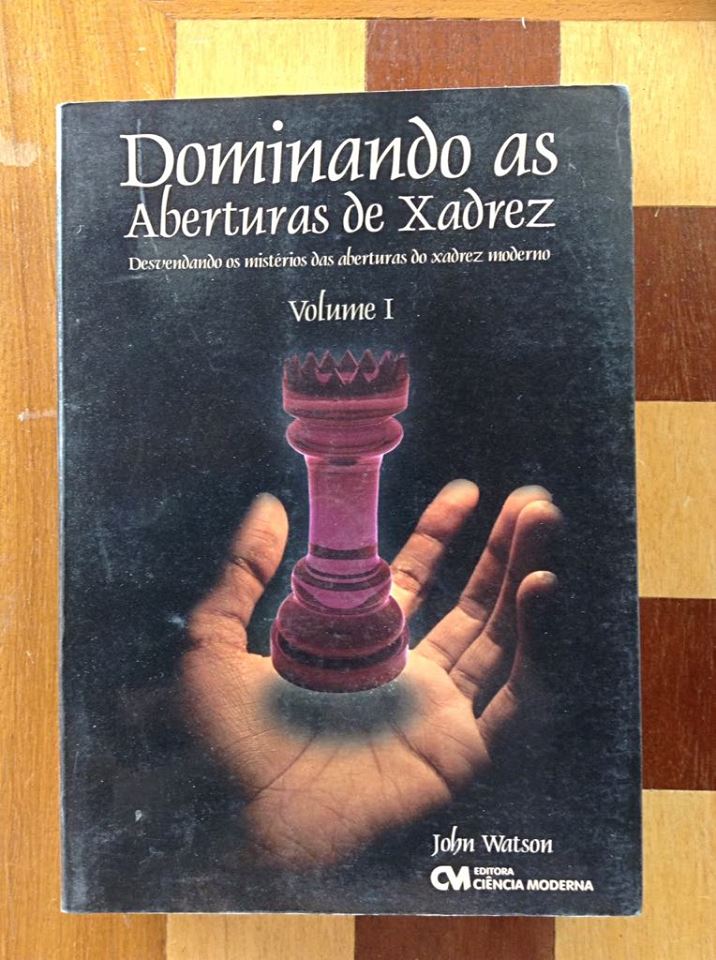 Dominando as
Aberturas de Xadrez
Desvendando os mistérios das aberturas do xadrez moderno
Volume I
John Watson
CM EDITORA
CIÊNCIA MODERNA